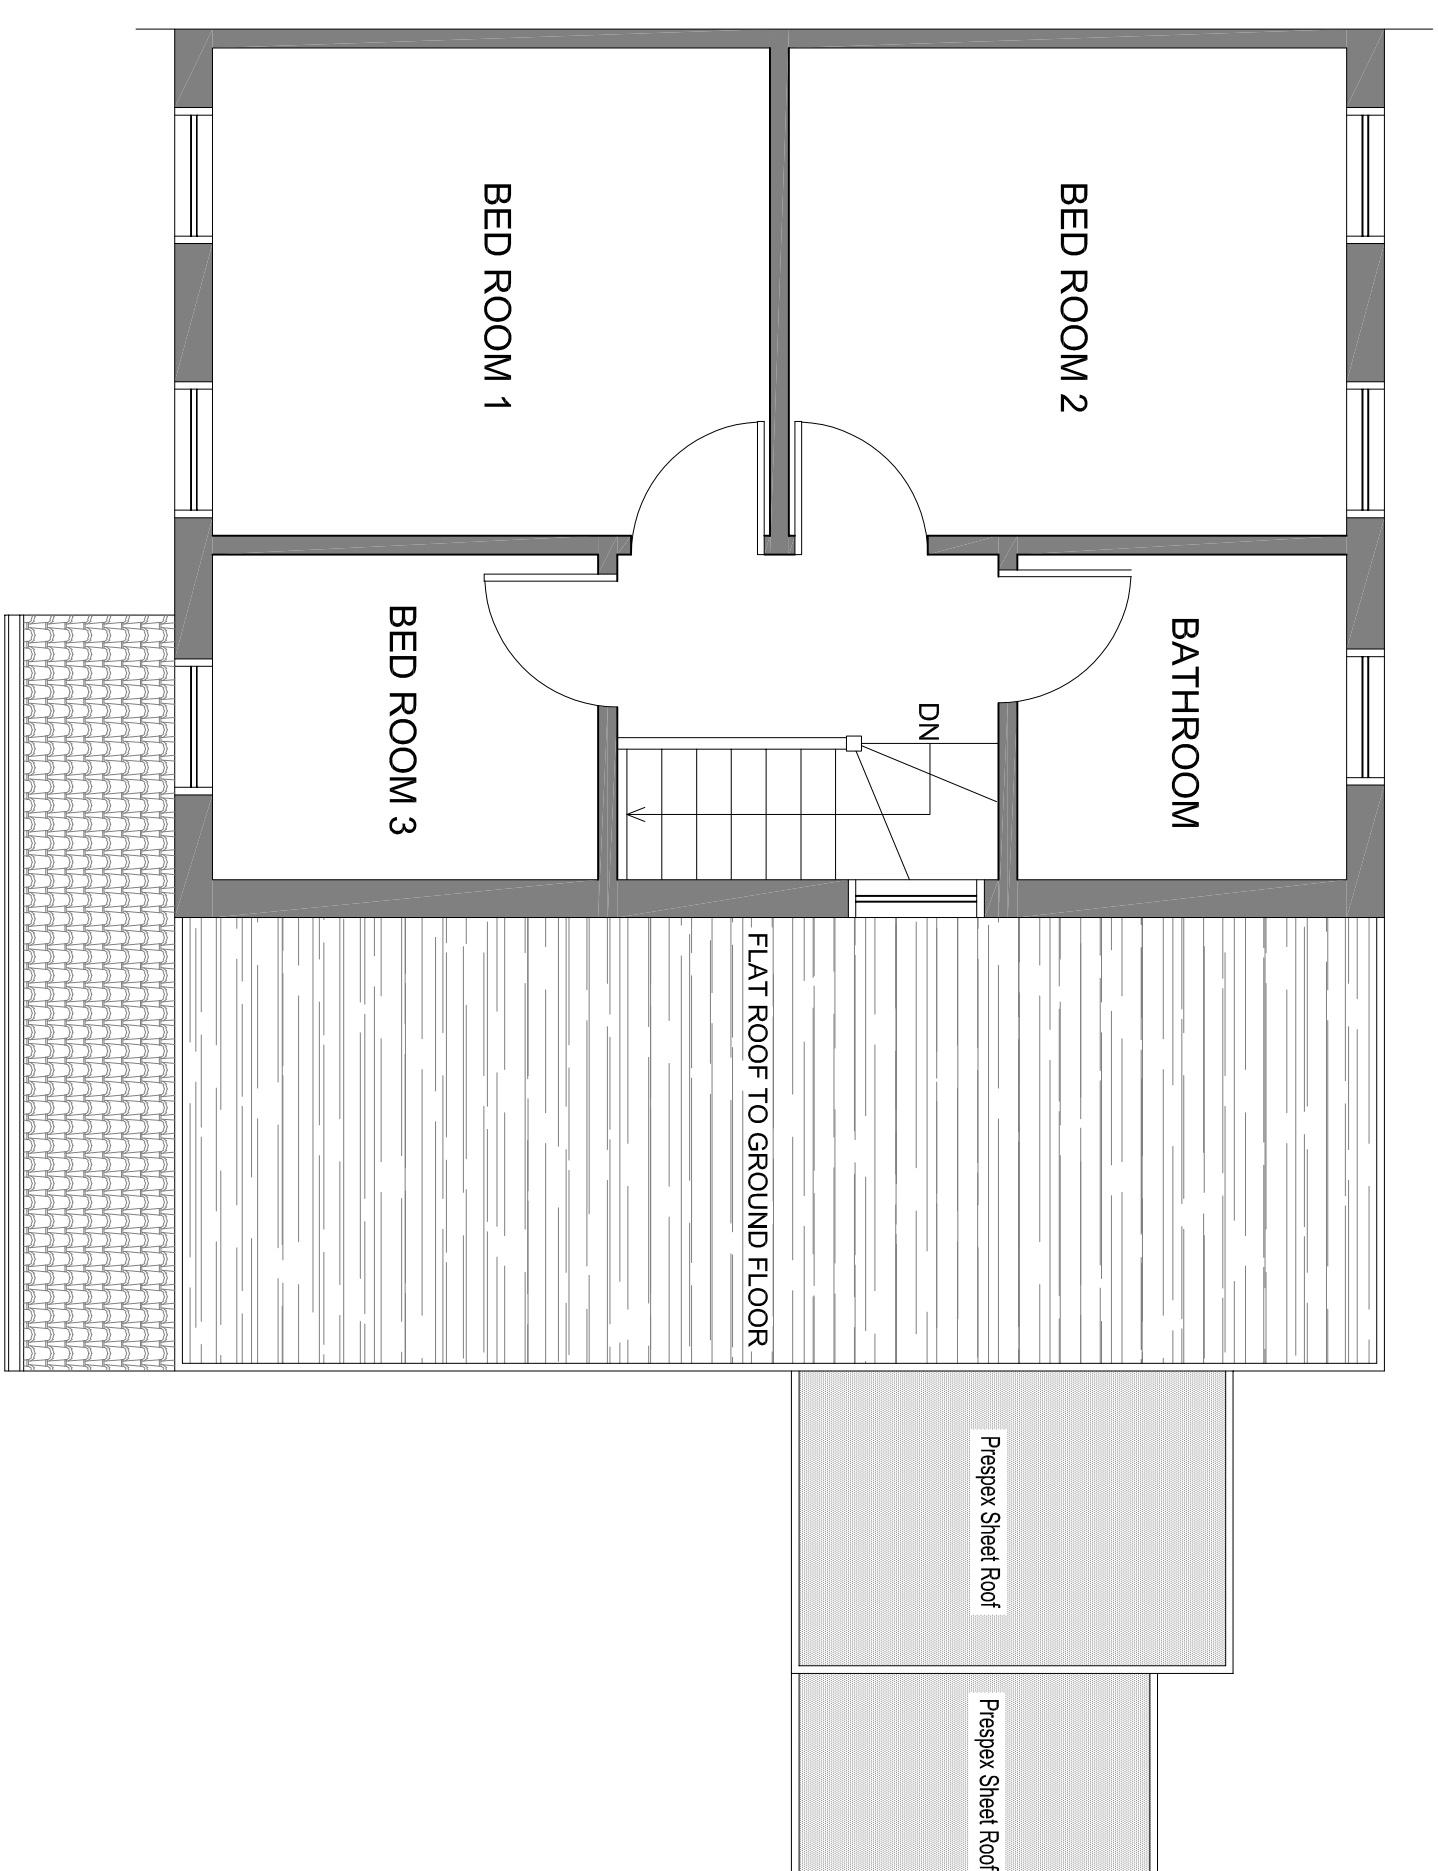 BED ROOM 2
BED ROOM 1
BATHROOM
DN
BED ROOM 3
FLAT ROOF TO GROUND FLOOR
Prespex Sheet Roof
Prespex Sheet Roof